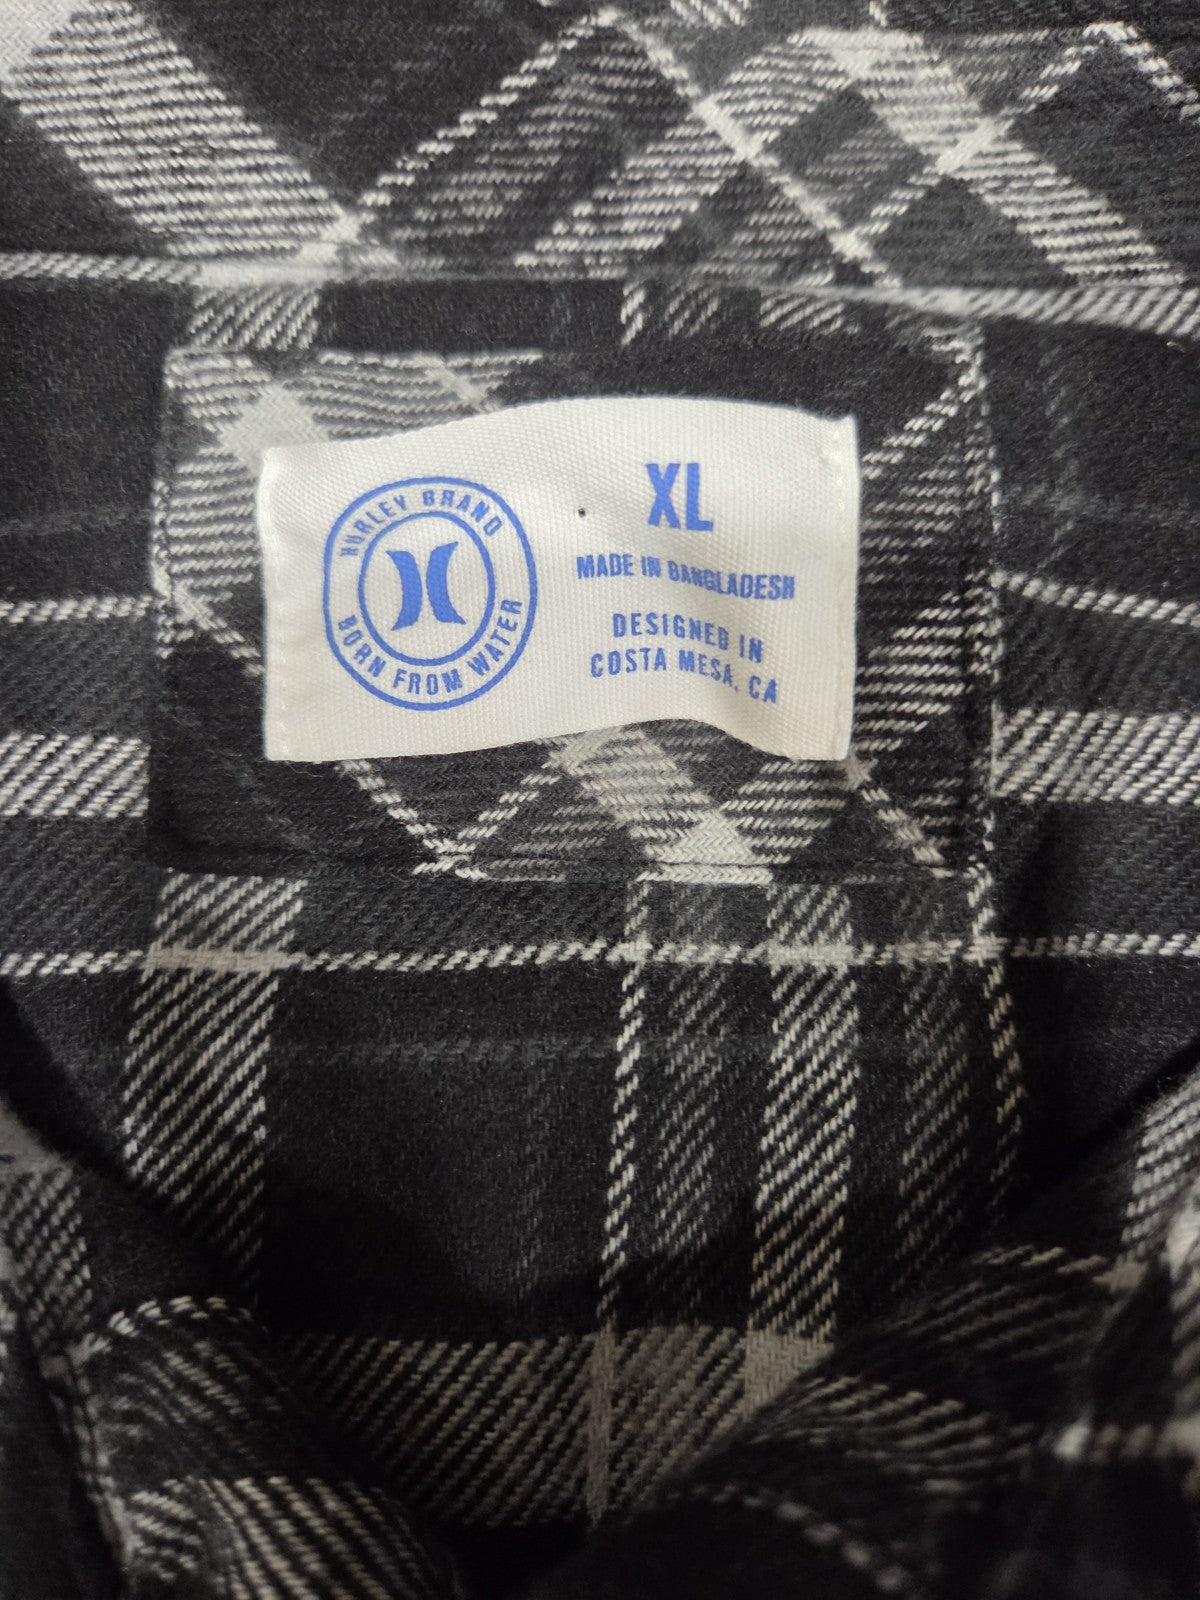 HURLEY BRAND
BORN FROM WATER
XL
MADE IN BANGLADESH
DESIGNED IN
COSTA MESA, CA